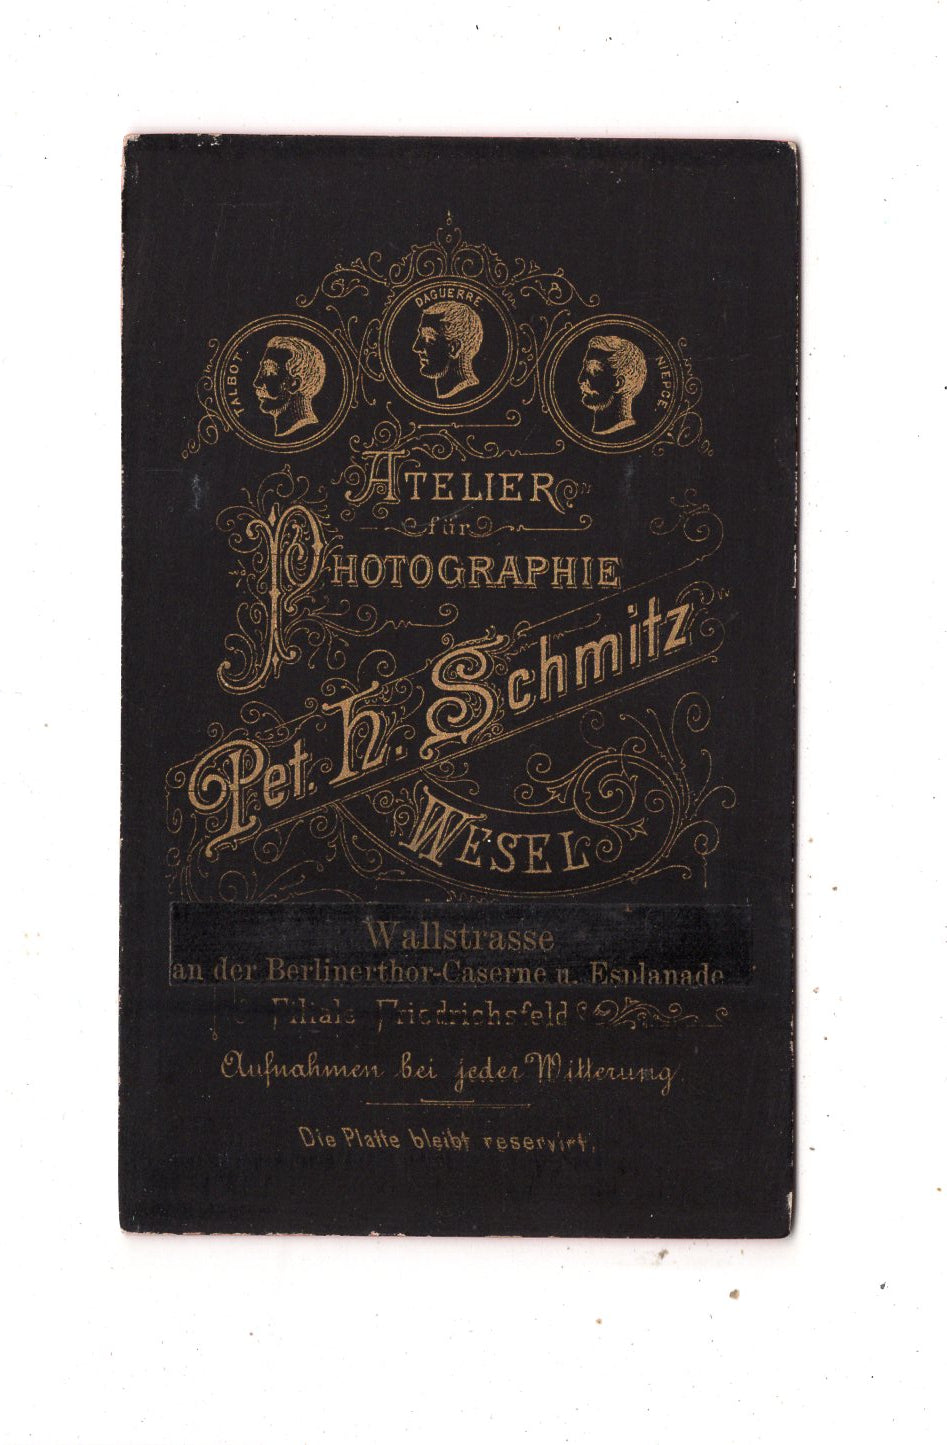 DAGUERRE
TALBOT
NIEPCE
ATELIER
für
PHOTOGRAPHIE
Pet. H. Schmitz
WESEL
Wallstrasse
an der Berlinerthor-Caserne u. Esplanade
Filiale Friedrichsfeld
Aufnahmen bei jeder Witterung
Die Platte bleibt reservirt.